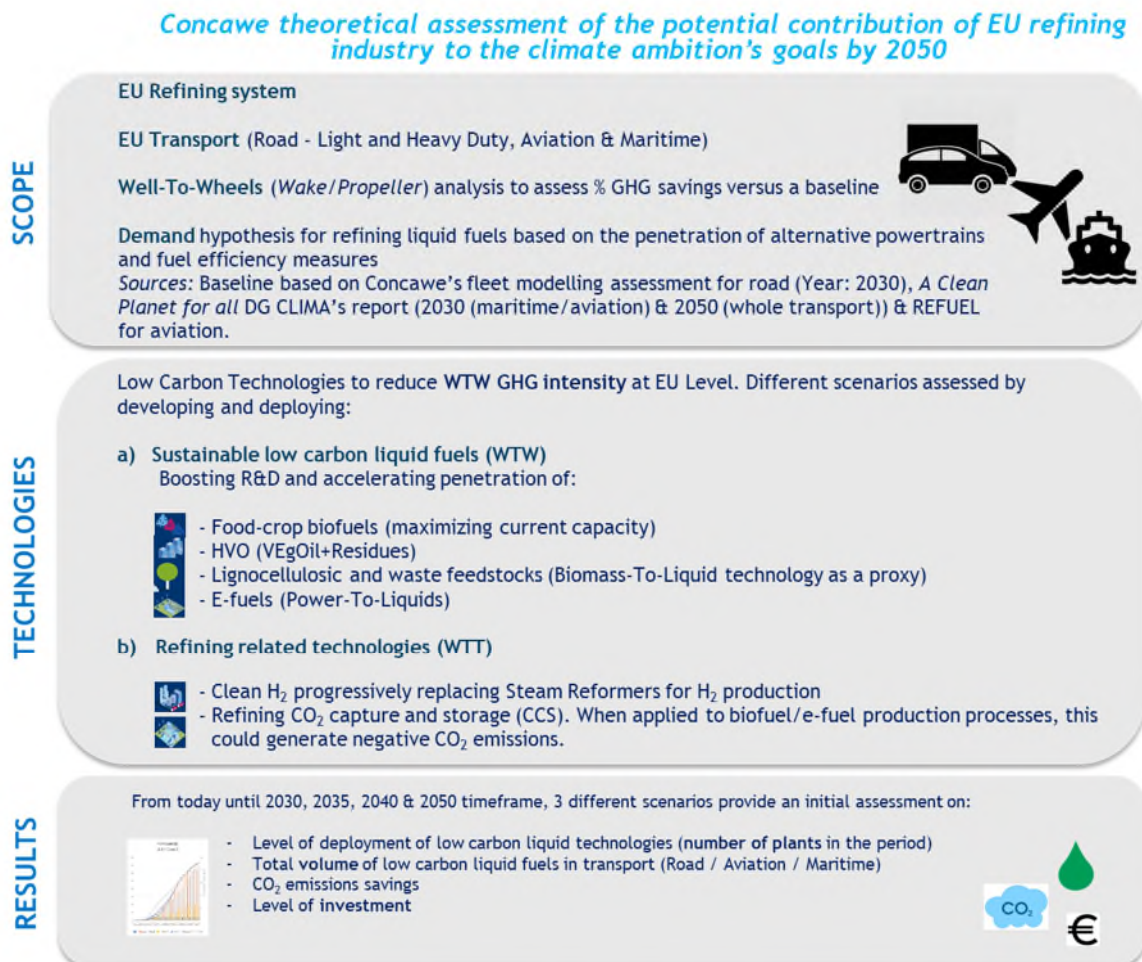 Concawe theoretical assessment of the potential contribution of EU refining
industry to the climate ambition's goals by 2050
SCOPE
EU Refining system
EU Transport (Road - Light and Heavy Duty, Aviation & Maritime)
Well-To-Wheels (Wake/Propeller) analysis to assess % GHG savings versus a baseline
Demand hypothesis for refining liquid fuels based on the penetration of alternative powertrains
and fuel efficiency measures
Sources: Baseline based on Concawe's fleet modelling assessment for road (Year: 2030), A Clean
Planet for all DG CLIMA's report (2030 (maritime/aviation) & 2050 (whole transport)) & REFUEL
for aviation.
TECHNOLOGIES
Low Carbon Technologies to reduce WTW GHG intensity at EU Level. Different scenarios assessed by
developing and deploying:
a) Sustainable low carbon liquid fuels (WTW)
Boosting R&D and accelerating penetration of:
- Food-crop biofuels (maximizing current capacity)
- HVO (VEgOil+Residues)
- Lignocellulosic and waste feedstocks (Biomass-To-Liquid technology as a proxy)
- E-fuels (Power-To-Liquids)
b) Refining related technologies (WTT)
- Clean H₂ progressively replacing Steam Reformers for H₂ production
- Refining CO₂ capture and storage (CCS). When applied to biofuel/e-fuel production processes, this
could generate negative CO₂ emissions.
RESULTS
From today until 2030, 2035, 2040 & 2050 timeframe, 3 different scenarios provide an initial assessment on:
- Level of deployment of low carbon liquid technologies (number of plants in the period)
- Total volume of low carbon liquid fuels in transport (Road / Aviation / Maritime)
- CO₂ emissions savings
- Level of investment
CO₂
€